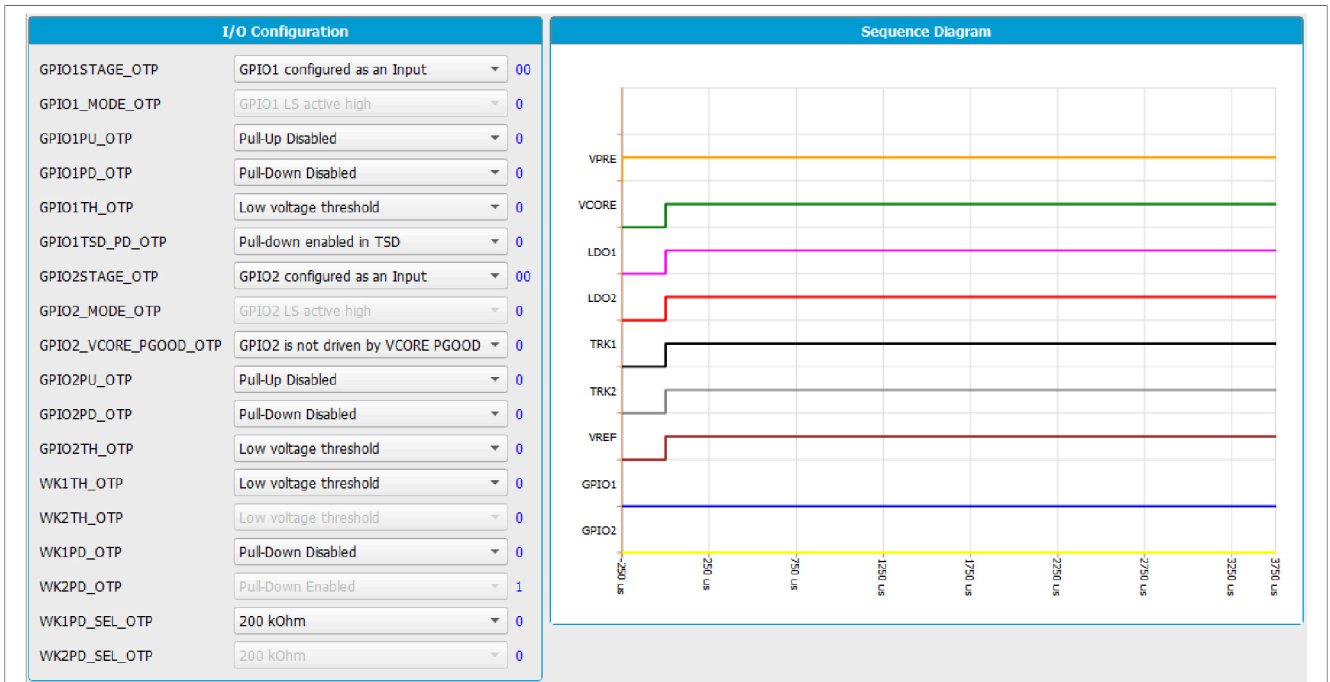 I/O Configuration
GPIO1STAGE_OTP GPIO1 configured as an Input 00
GPIO1_MODE_OTP GPIO1 LS active high 0
GPIO1PU_OTP Pull-Up Disabled 0
GPIO1PD_OTP Pull-Down Disabled 0
GPIO1TH_OTP Low voltage threshold 0
GPIO1TSD_PD_OTP Pull-down enabled in TSD 0
GPIO2STAGE_OTP GPIO2 configured as an Input 00
GPIO2_MODE_OTP GPIO2 LS active high 0
GPIO2_VCORE_PGOOD_OTP GPIO2 is not driven by VCORE PGOOD 0
GPIO2PU_OTP Pull-Up Disabled 0
GPIO2PD_OTP Pull-Down Disabled 0
GPIO2TH_OTP Low voltage threshold 0
WK1TH_OTP Low voltage threshold 0
WK2TH_OTP Low voltage threshold 0
WK1PD_OTP Pull-Down Disabled 0
WK2PD_OTP Pull-Down Enabled 1
WK1PD_SEL_OTP 200 kOhm 0
WK2PD_SEL_OTP 200 kOhm 0
Sequence Diagram
VPRE
VCORE
LDO1
LDO2
TRK1
TRK2
VREF
GPIO1
GPIO2
-250 us
250 us
750 us
1250 us
1750 us
2250 us
2750 us
3250 us
3750 us